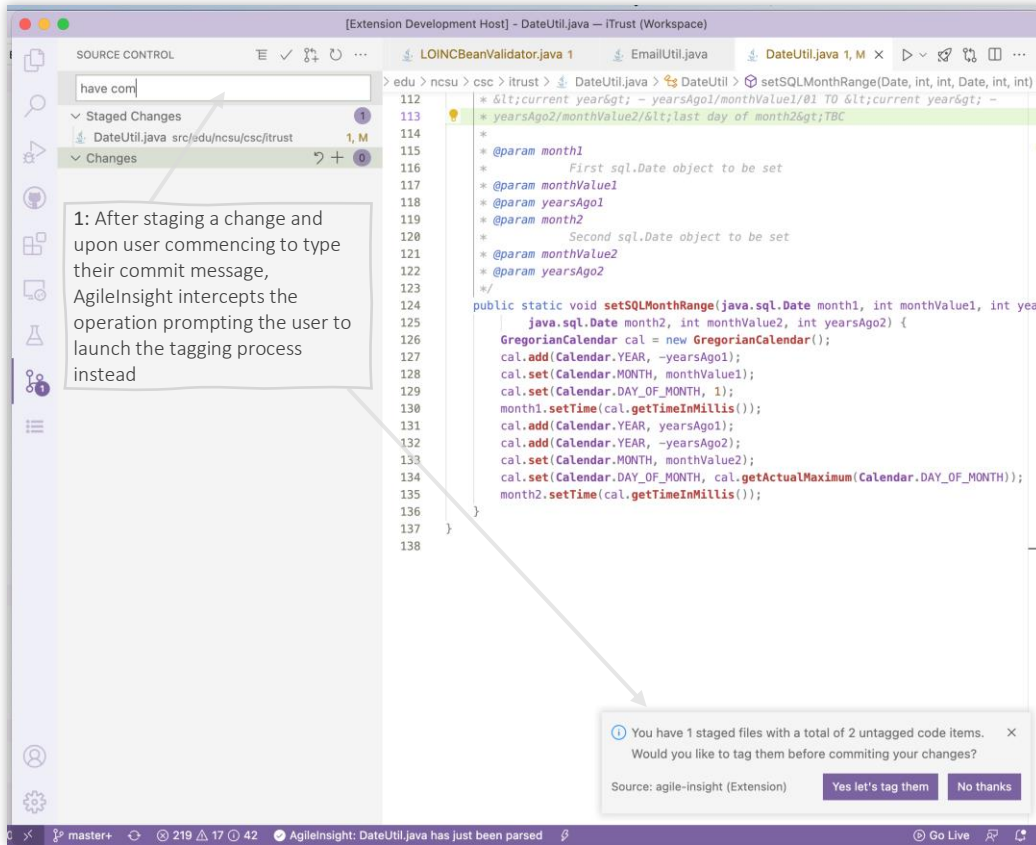 [Extension Development Host] - DateUtil.java — iTrust (Workspace)
SOURCE CONTROL
LOINCBeanValidator.java 1
EmailUtil.java
DateUtil.java 1, M
have com
> edu > ncsu > csc > itrust > DateUtil.java > DateUtil > setSQLMonthRange(Date, int, int, Date, int, int)
Staged Changes 1
DateUtil.java src/edu/ncsu/csc/itrust 1, M
Changes 0
1: After staging a change and
upon user commencing to type
their commit message,
AgileInsight intercepts the
operation prompting the user to
launch the tagging process
instead
112 * &lt;current year&gt; - yearsAgo1/monthValue1/01 TO &lt;current year&gt; -
113 * yearsAgo2/monthValue2/&lt;last day of month2&gt;TBC
114 *
115 * @param month1
116 * First sql.Date object to be set
117 * @param monthValue1
118 * @param yearsAgo1
119 * @param month2
120 * Second sql.Date object to be set
121 * @param monthValue2
122 * @param yearsAgo2
123 */
124 public static void setSQLMonthRange(java.sql.Date month1, int monthValue1, int yea
125 java.sql.Date month2, int monthValue2, int yearsAgo2) {
126 GregorianCalendar cal = new GregorianCalendar();
127 cal.add(Calendar.YEAR, -yearsAgo1);
128 cal.set(Calendar.MONTH, monthValue1);
129 cal.set(Calendar.DAY_OF_MONTH, 1);
130 month1.setTime(cal.getTimeInMillis());
131 cal.add(Calendar.YEAR, yearsAgo1);
132 cal.add(Calendar.YEAR, -yearsAgo2);
133 cal.set(Calendar.MONTH, monthValue2);
134 cal.set(Calendar.DAY_OF_MONTH, cal.getActualMaximum(Calendar.DAY_OF_MONTH));
135 month2.setTime(cal.getTimeInMillis());
136 }
137 }
138
1
You have 1 staged files with a total of 2 untagged code items.
Would you like to tag them before commiting your changes?
Source: agile-insight (Extension)
Yes let's tag them
No thanks
master+ 219 17 42 AgileInsight: DateUtil.java has just been parsed Go Live